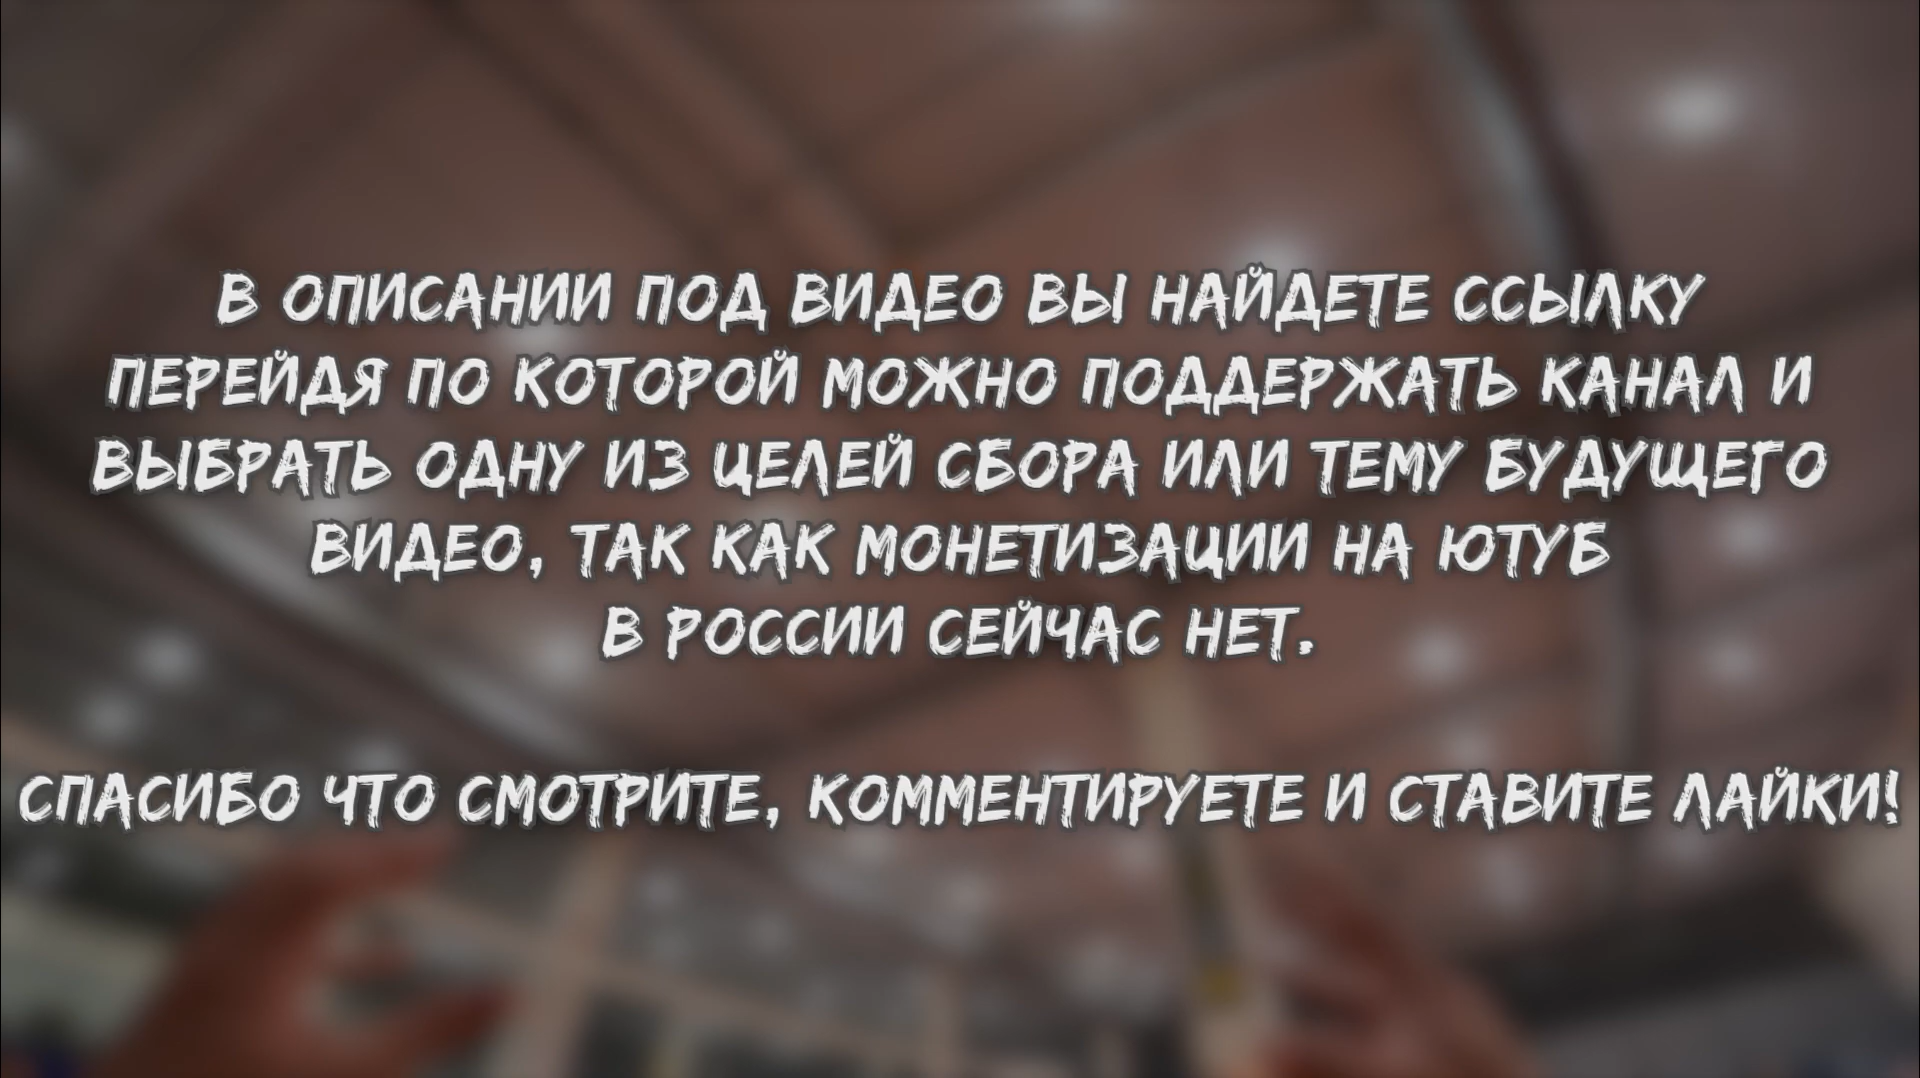 В ОПИСАНИИ ПОД ВИДЕО ВЫ НАЙДЕТЕ ССЫЛКУ
ПЕРЕЙДЯ ПО КОТОРОЙ МОЖНО ПОДДЕРЖАТЬ КАНАЛ И
ВЫБРАТЬ ОДНУ ИЗ ЦЕЛЕЙ СБОРА ИЛИ ТЕМУ БУДУЩЕГО
ВИДЕО, ТАК КАК МОНЕТИЗАЦИИ НА ЮТУБ
В РОССИИ СЕЙЧАС НЕТ.
СПАСИБО ЧТО СМОТРИТЕ, КОММЕНТИРУЕТЕ И СТАВИТЕ ЛАЙКИ!